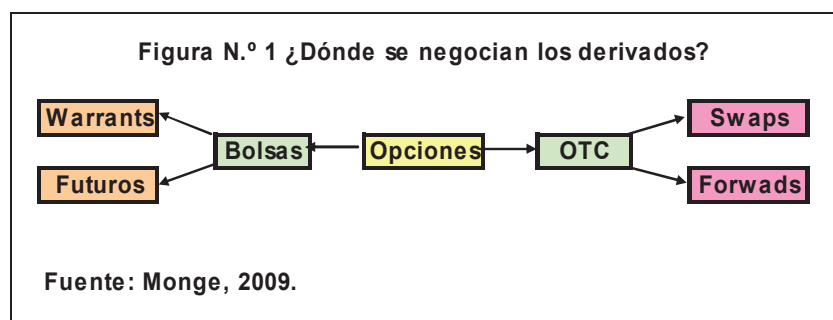 Figura N.º 1 ¿Dónde se negocian los derivados?
Warrants
Swaps
Bolsas
Opciones
OTC
Futuros
Forwads
Fuente: Monge, 2009.